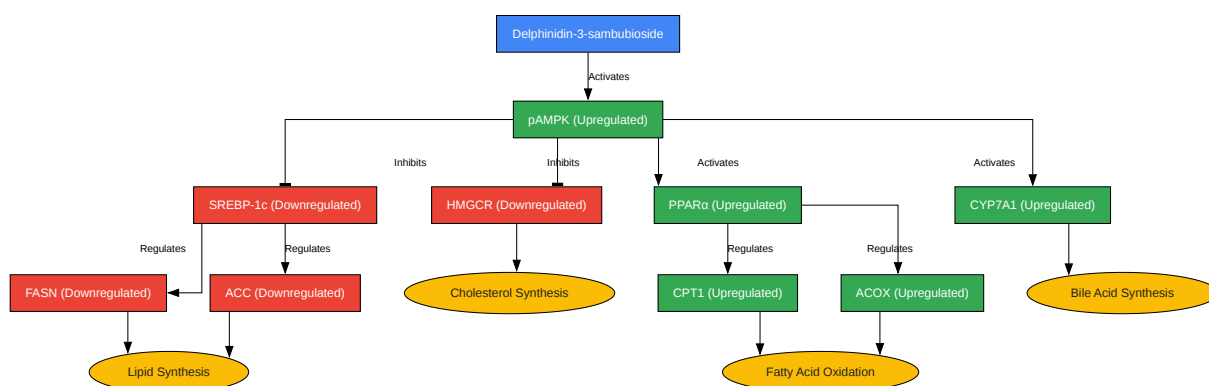 Delphinidin-3-sambubioside
Activates
pAMPK (Upregulated)
Inhibits
Inhibits
Activates
Activates
SREBP-1c (Downregulated)
HMGCR (Downregulated)
PPARα (Upregulated)
CYP7A1 (Upregulated)
Regulates
Regulates
Regulates
Regulates
FASN (Downregulated)
ACC (Downregulated)
Cholesterol Synthesis
CPT1 (Upregulated)
ACOX (Upregulated)
Bile Acid Synthesis
Lipid Synthesis
Fatty Acid Oxidation